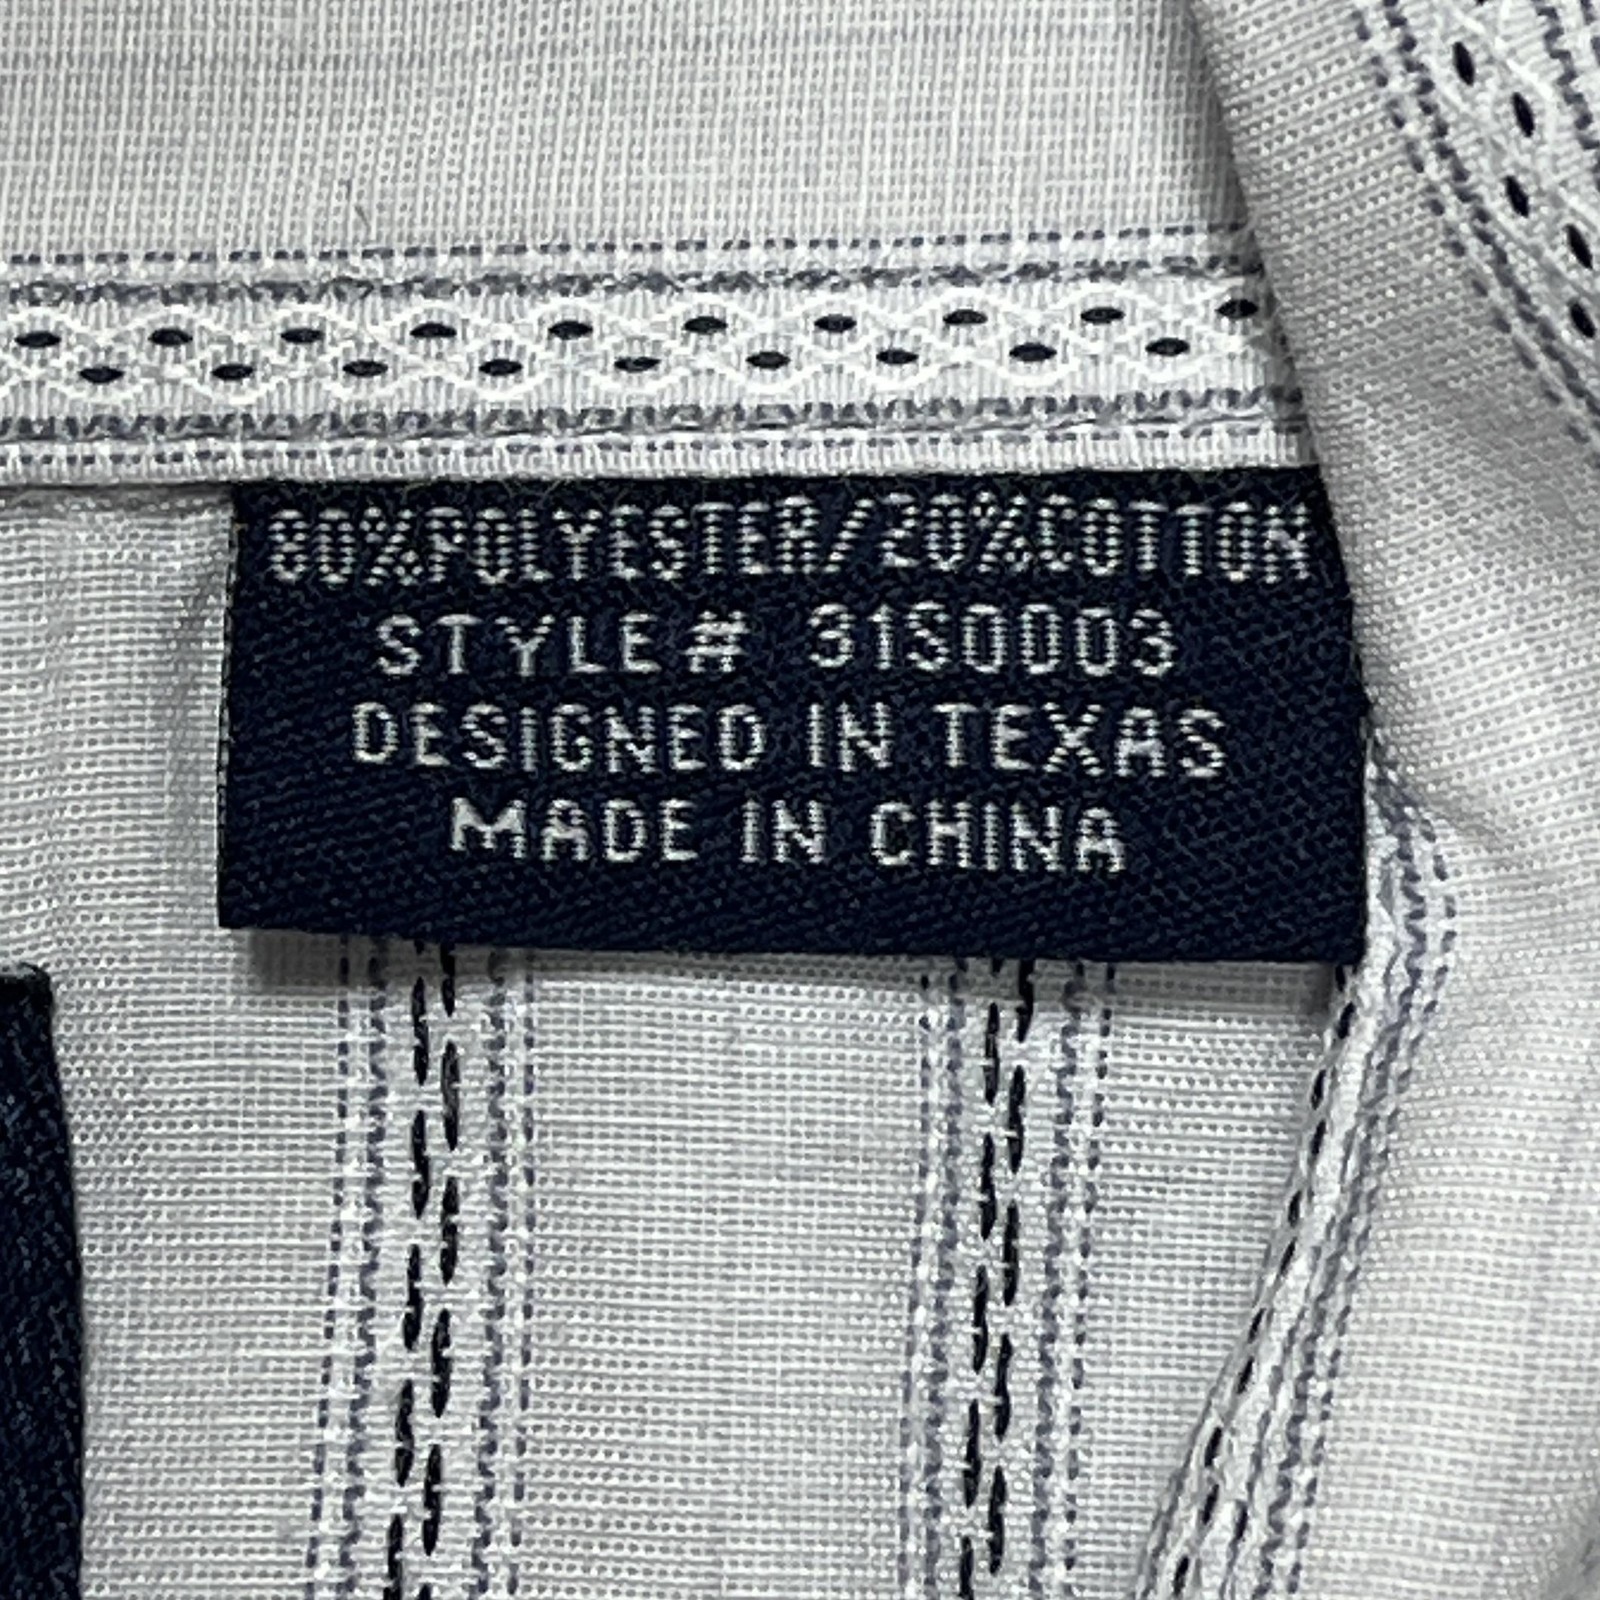 80%POLYESTER/20%COTTON
STYLE# 31S0003
DESIGNED IN TEXAS
MADE IN CHINA